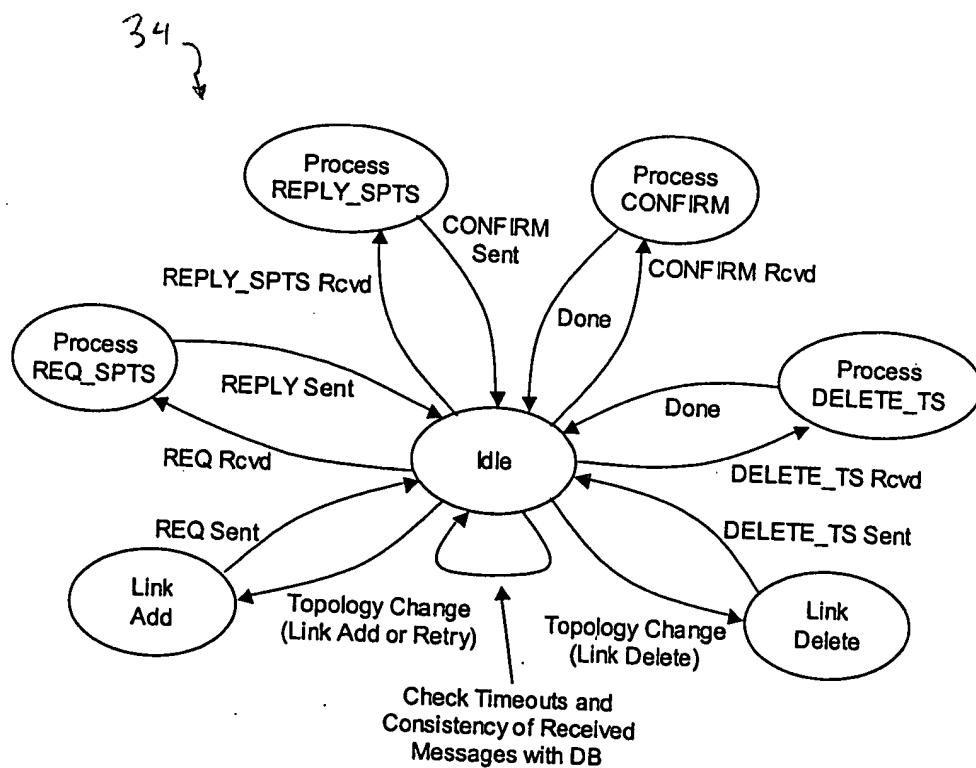 34
Process
REPLY_SPTS
Process
CONFIRM
CONFIRM
Sent
REPLY_SPTS Rcvd
CONFIRM Rcvd
Done
Process
REQ_SPTS
REPLY Sent
Process
DELETE_TS
Done
Idle
REQ Rcvd
DELETE_TS Rcvd
REQ Sent
DELETE_TS Sent
Link
Add
Topology Change
(Link Add or Retry)
Topology Change
(Link Delete)
Link
Delete
Check Timeouts and
Consistency of Received
Messages with DB